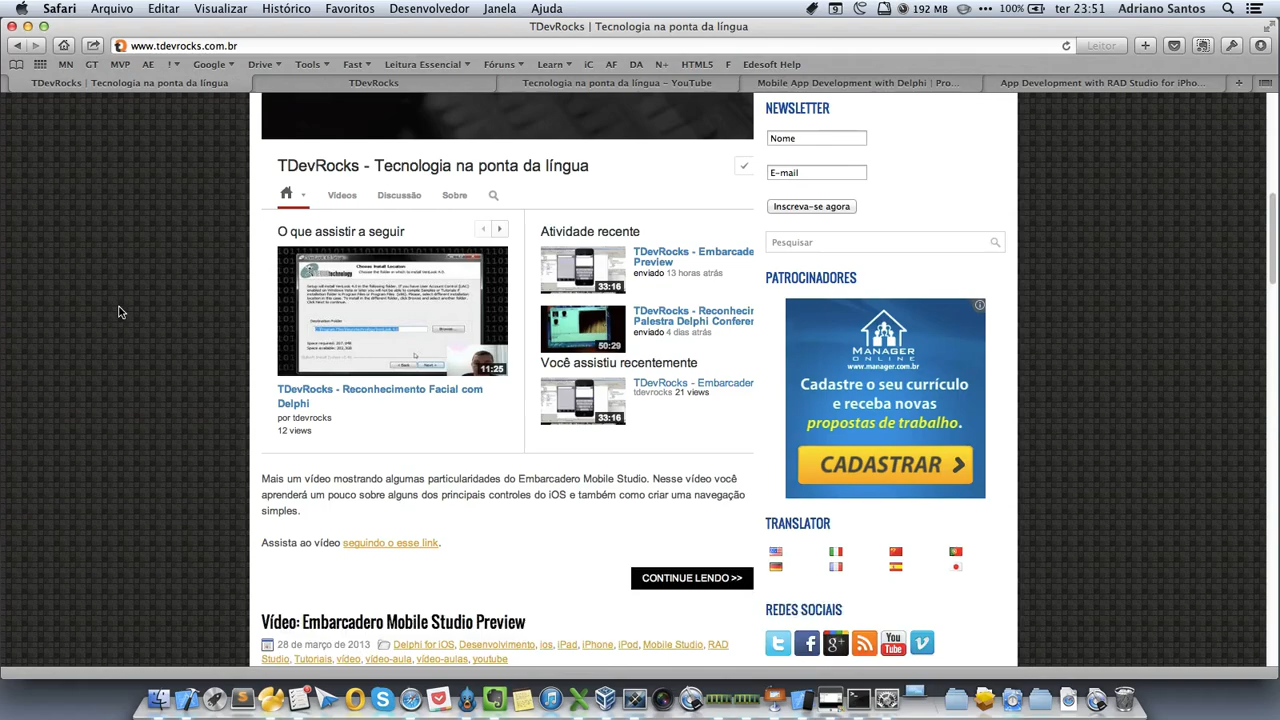 Safari Arquivo Editar Visualizar Histórico Favoritos Desenvolvedor Janela Ajuda 9 192 MB 100% ter 23:51 Adriano Santos
TDevRocks | Tecnologia na ponta da língua
www.tdevrocks.com.br Leitor
MN GT MVP AE ! Google Drive Tools Fast Leitura Essencial Fóruns Learn iC AF DA N+ HTML5 F Edesoft Help
TDevRocks | Tecnologia na ponta da língua TDevRocks Tecnologia na ponta da língua – YouTube Mobile App Development with Delphi | Pro... App Development with RAD Studio for iPho...
TDevRocks - Tecnologia na ponta da língua
Vídeos Discussão Sobre
O que assistir a seguir
Choose Install Location
11:25
TDevRocks - Reconhecimento Facial com
Delphi
por tdevrocks
12 views
Atividade recente
33:16
TDevRocks - Embarcade
Preview
enviado 13 horas atrás
50:29
TDevRocks - Reconheci
Palestra Delphi Conferer
enviado 4 dias atrás
Você assistiu recentemente
33:16
TDevRocks - Embarcader
tdevrocks 21 views
Mais um vídeo mostrando algumas particularidades do Embarcadero Mobile Studio. Nesse vídeo você
aprenderá um pouco sobre alguns dos principais controles do iOS e também como criar uma navegação
simples.
Assista ao vídeo seguindo o esse link.
CONTINUE LENDO >>
Vídeo: Embarcadero Mobile Studio Preview
28 de março de 2013 Delphi for iOS, Desenvolvimento, ios, iPad, iPhone, iPod, Mobile Studio, RAD
Studio, Tutoriais, vídeo, vídeo-aula, vídeo-aulas, youtube
NEWSLETTER
Nome
E-mail
Inscreva-se agora
Pesquisar
PATROCINADORES
MANAGER
ONLINE
www.manager.com.br
Cadastre o seu currículo
e receba novas
propostas de trabalho.
CADASTRAR
TRANSLATOR
REDES SOCIAIS
You
Tube